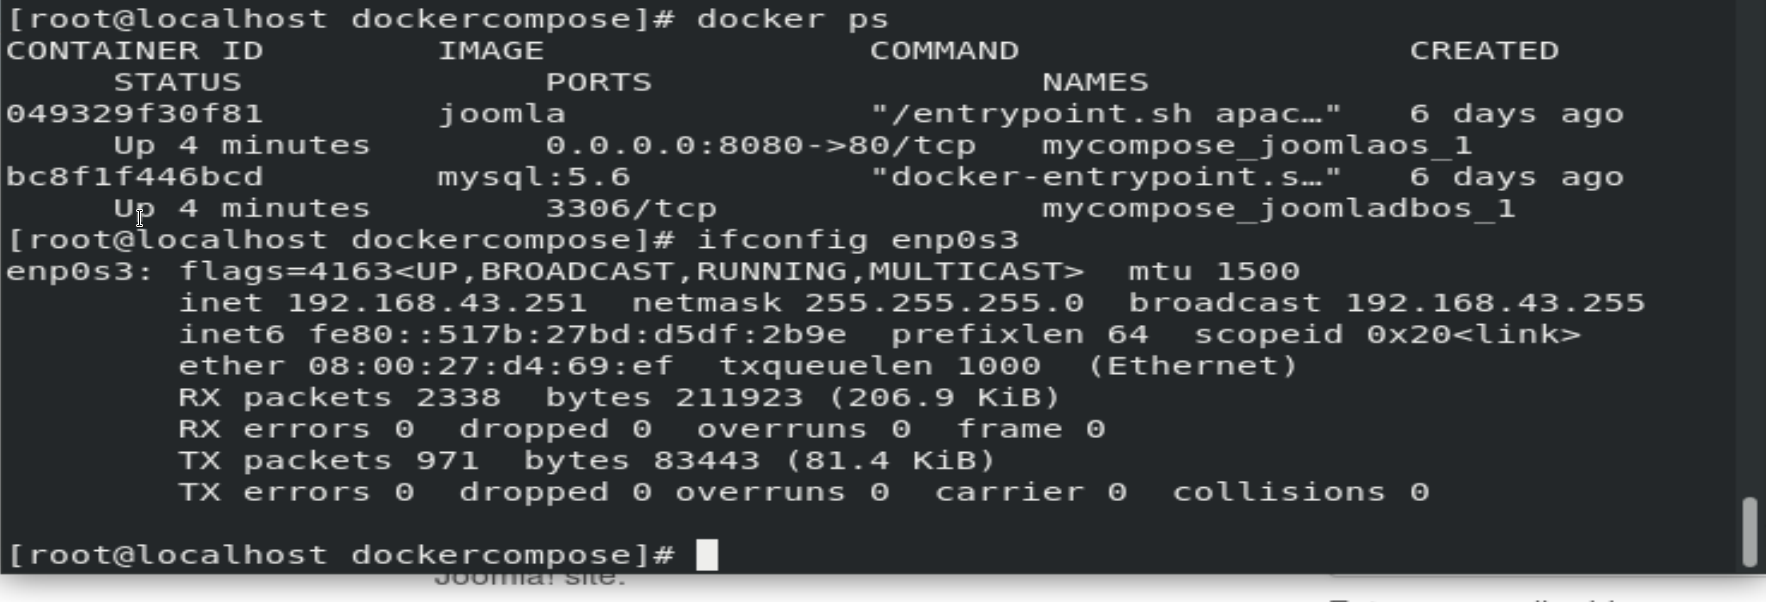 [root@localhost dockercompose]# docker ps
CONTAINER ID        IMAGE               COMMAND                  CREATED
     STATUS              PORTS                  NAMES
049329f30f81        joomla              "/entrypoint.sh apac…"   6 days ago
     Up 4 minutes        0.0.0.0:8080->80/tcp   mycompose_joomlaos_1
bc8f1f446bcd        mysql:5.6           "docker-entrypoint.s…"   6 days ago
     Up 4 minutes        3306/tcp               mycompose_joomladbos_1
[root@localhost dockercompose]# ifconfig enp0s3
enp0s3: flags=4163<UP,BROADCAST,RUNNING,MULTICAST>  mtu 1500
        inet 192.168.43.251  netmask 255.255.255.0  broadcast 192.168.43.255
        inet6 fe80::517b:27bd:d5df:2b9e  prefixlen 64  scopeid 0x20<link>
        ether 08:00:27:d4:69:ef  txqueuelen 1000  (Ethernet)
        RX packets 2338  bytes 211923 (206.9 KiB)
        RX errors 0  dropped 0  overruns 0  frame 0
        TX packets 971  bytes 83443 (81.4 KiB)
        TX errors 0  dropped 0 overruns 0  carrier 0  collisions 0
[root@localhost dockercompose]#
Joomla! site.